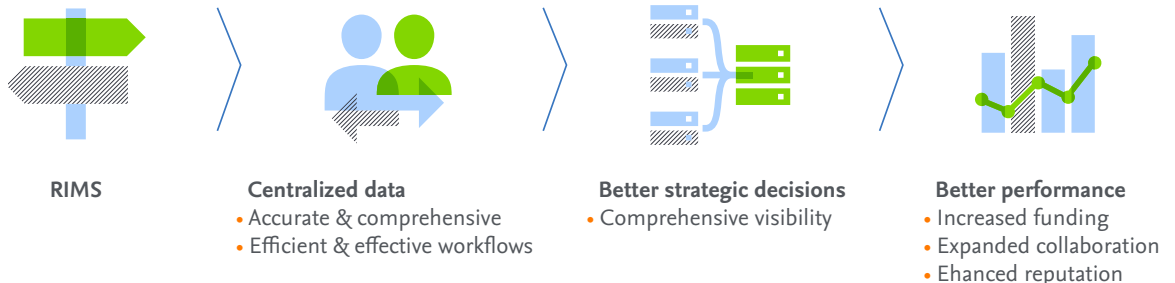 RIMS
Centralized data
• Accurate & comprehensive
• Efficient & effective workflows
Better strategic decisions
• Comprehensive visibility
Better performance
• Increased funding
• Expanded collaboration
• Ehanced reputation